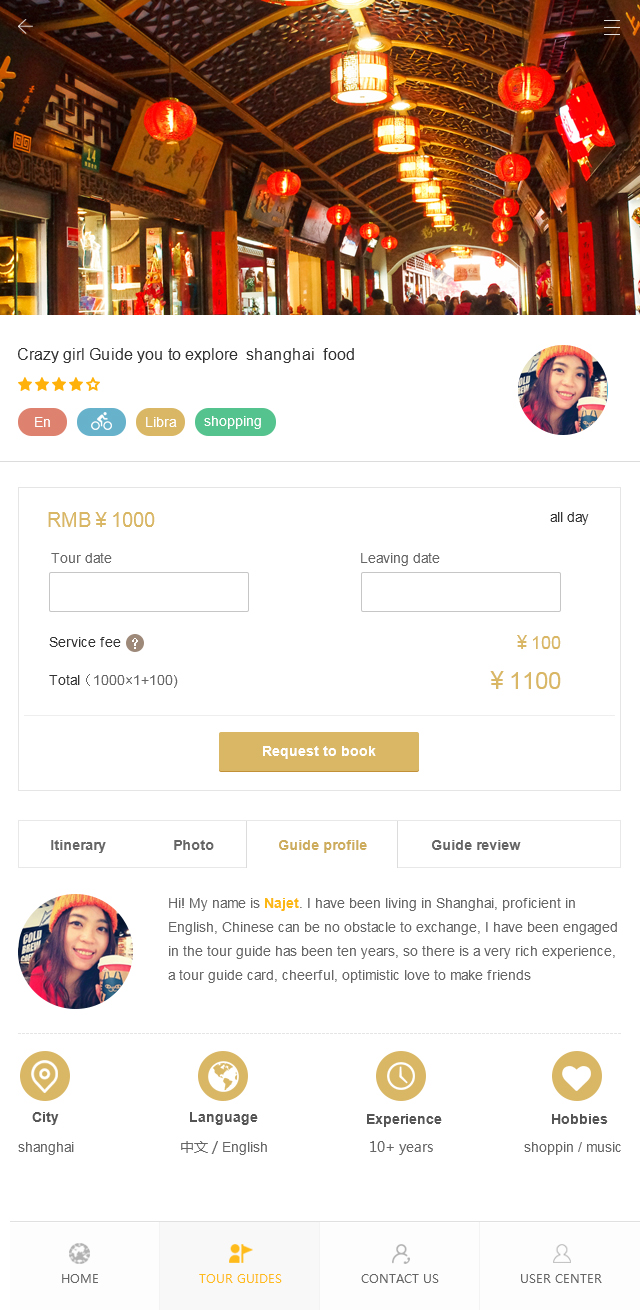 14
Crazy girl Guide you to explore shanghai food
En
Libra
shopping
RMB ¥ 1000
all day
Tour date
Leaving date
Service fee ?
¥ 100
Total（1000×1+100)
¥ 1100
Request to book
Itinerary
Photo
Guide profile
Guide review
COLD
BREW
Hi! My name is Najet. I have been living in Shanghai, proficient in
English, Chinese can be no obstacle to exchange, I have been engaged
in the tour guide has been ten years, so there is a very rich experience,
a tour guide card, cheerful, optimistic love to make friends
City
Language
Experience
Hobbies
shanghai
中文 / English
10+ years
shoppin / music
HOME
TOUR GUIDES
CONTACT US
USER CENTER